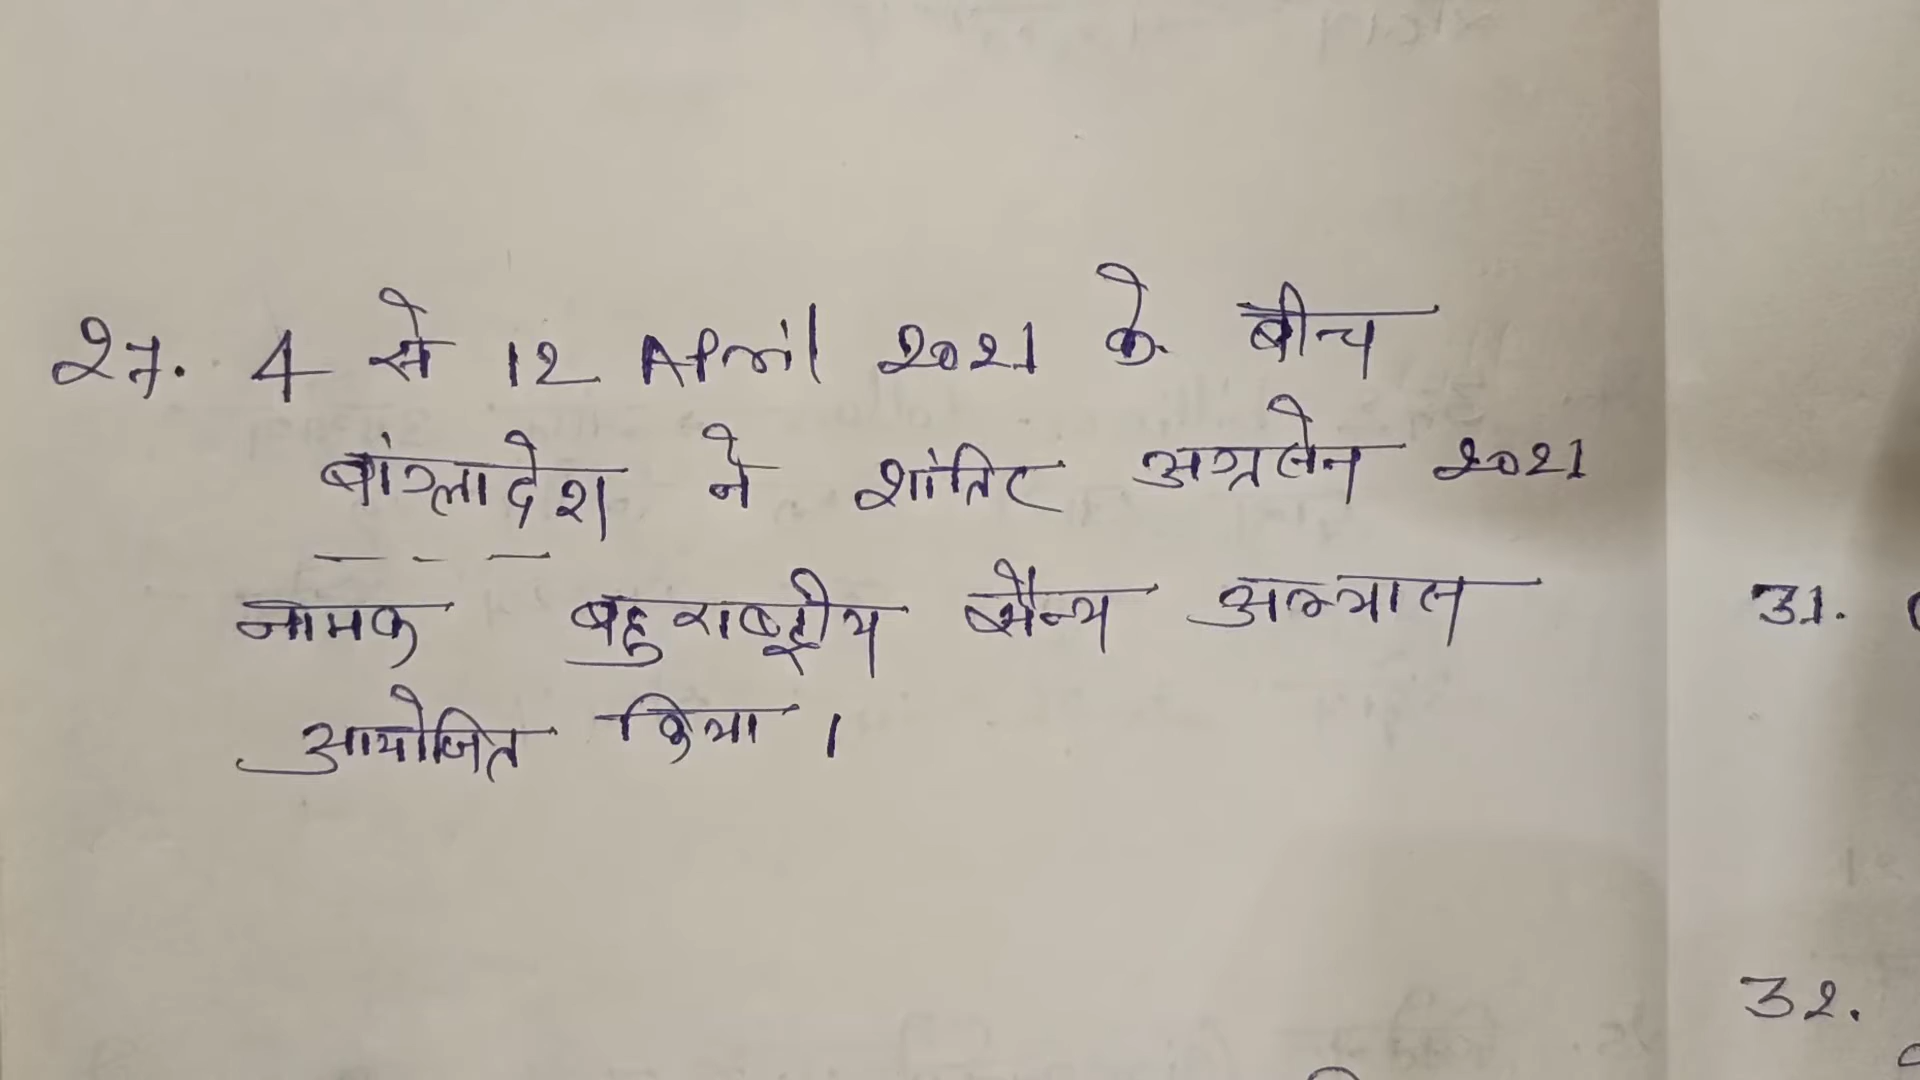 27. 4 से 12 April 2021 के बीच
बांग्लादेश ने शांतिर अग्रसेन 2021
नामक बहुराष्ट्रीय सैन्य अभ्यास
आयोजित किया।
31.
32.